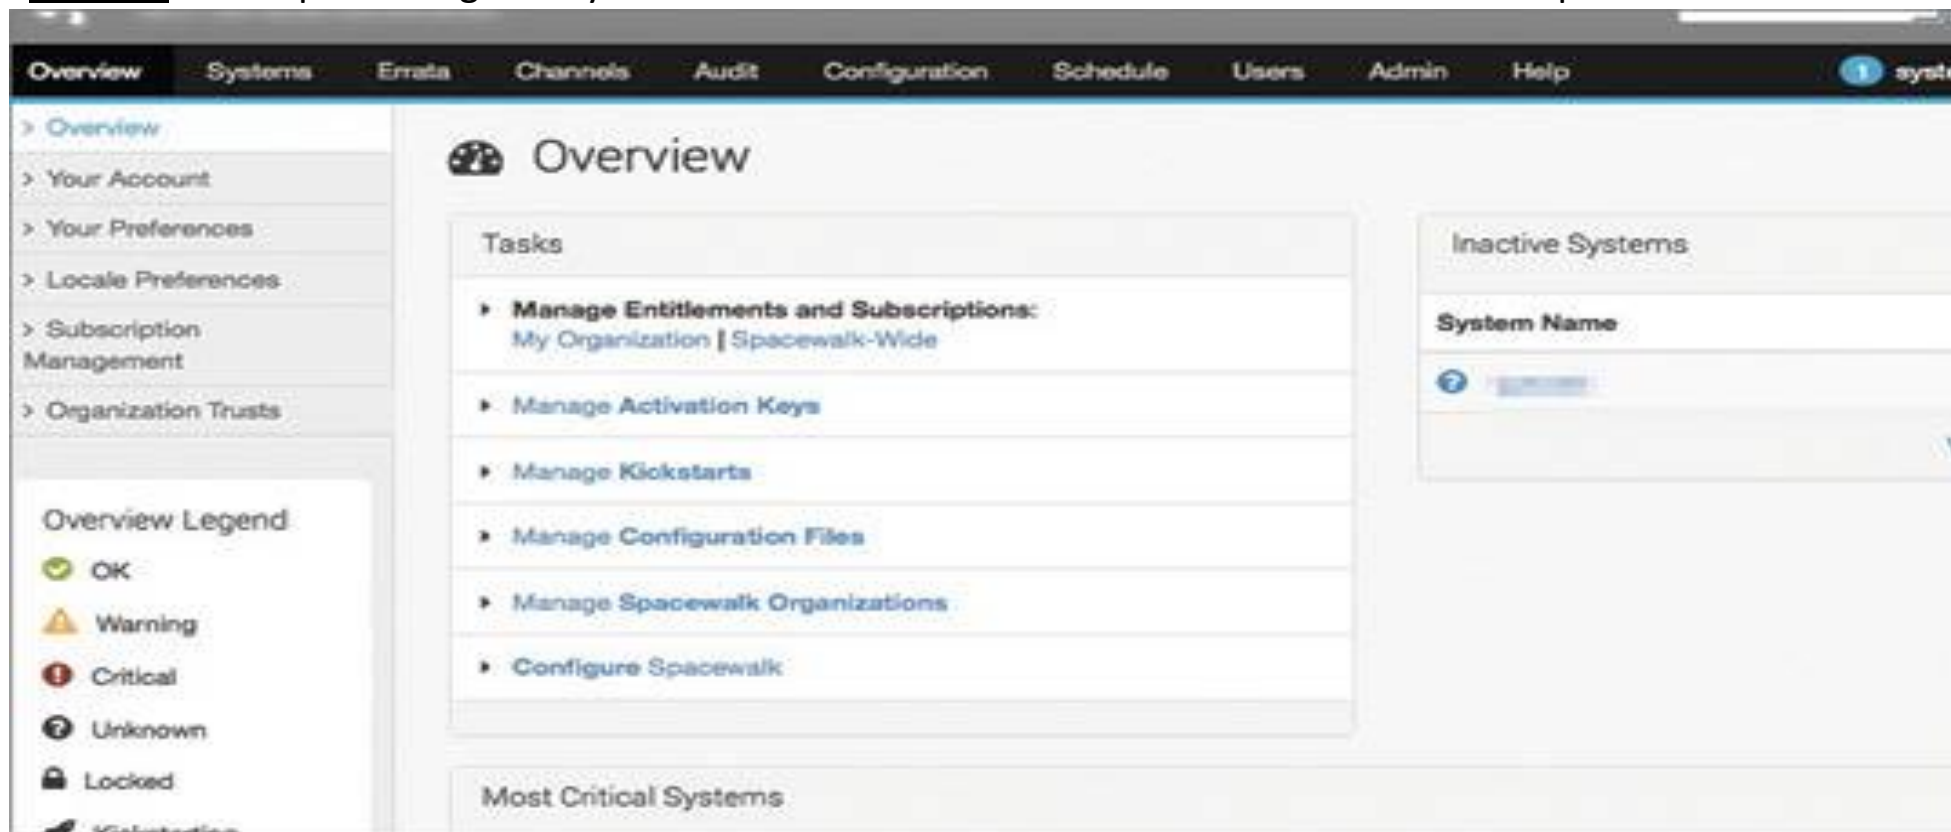 Overview Systems Errata Channels Audit Configuration Schedule Users Admin Help 1
> Overview
> Your Account
> Your Preferences
> Locale Preferences
> Subscription
Management
> Organization Trusts
Overview Legend
OK
Warning
Critical
Unknown
Locked
Overview
Tasks
Manage Entitlements and Subscriptions:
My Organization | Spacewalk-Wide
Manage Activation Keys
Manage Kickstarts
Manage Configuration Files
Manage Spacewalk Organizations
Configure Spacewalk
Most Critical Systems
Inactive Systems
System Name